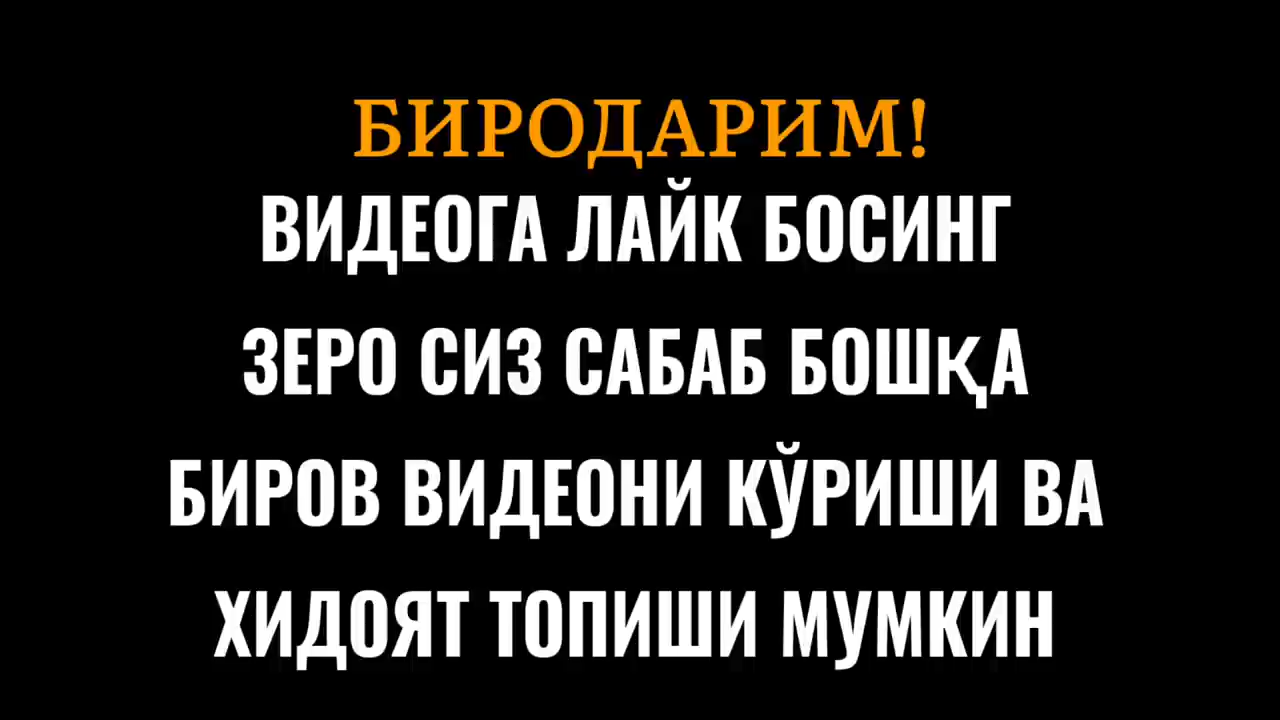 БИРОДАРИМ!
ВИДЕОГА ЛАЙК БОСИНГ
ЗЕРО СИЗ САБАБ БОШҚА
БИРОВ ВИДЕОНИ КЎРИШИ ВА
ХИДОЯТ ТОПИШИ МУМКИН